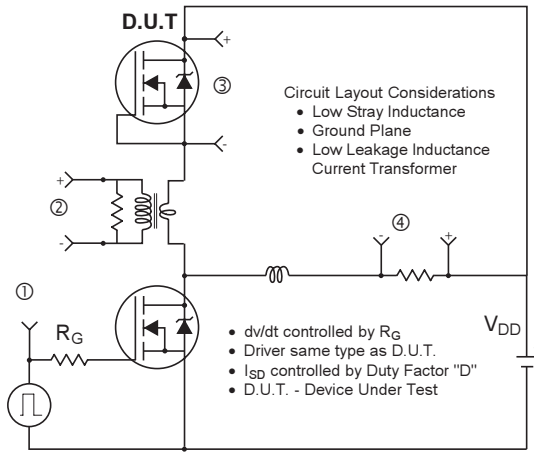 D.U.T
+
③
-
Circuit Layout Considerations
• Low Stray Inductance
• Ground Plane
• Low Leakage Inductance
Current Transformer
+
②
-
-
④
+
①
RG
VDD
• dv/dt controlled by RG
• Driver same type as D.U.T.
• ISD controlled by Duty Factor "D"
• D.U.T. - Device Under Test